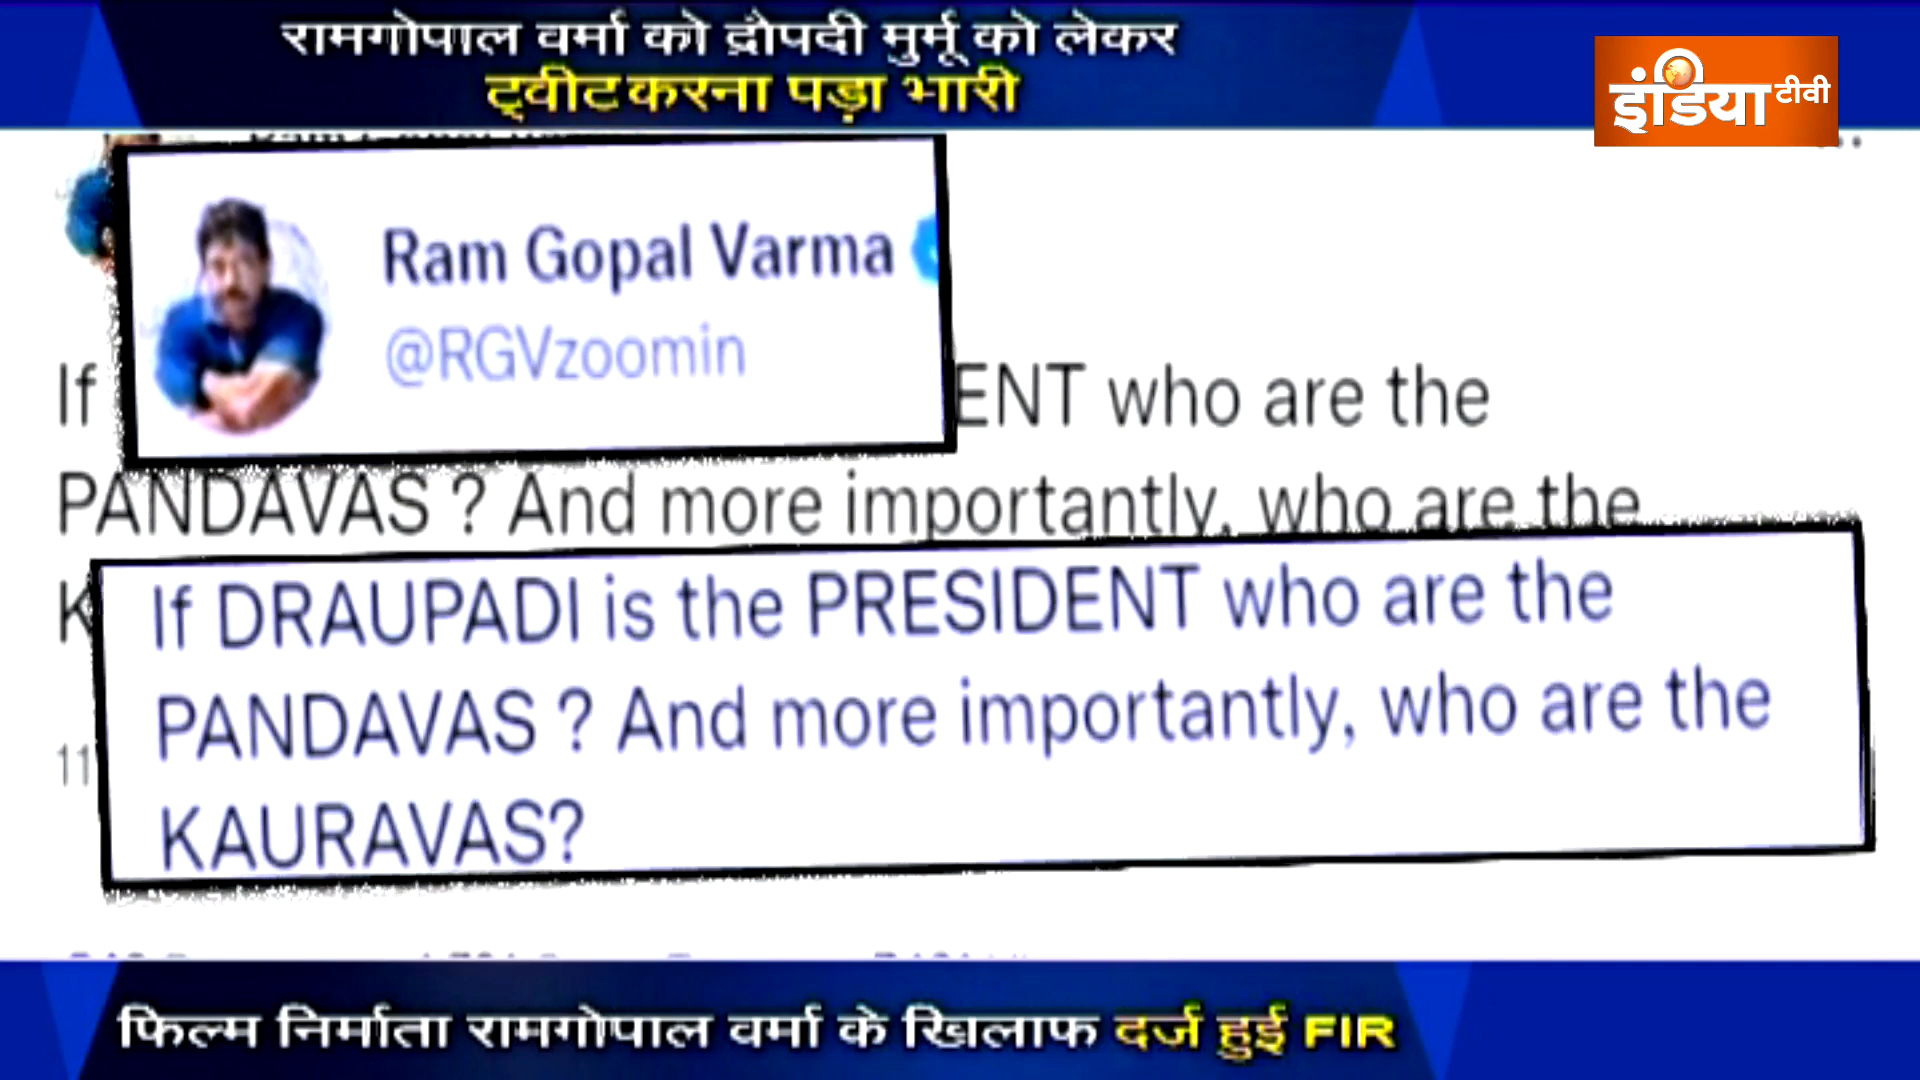 रामगोपाल वर्मा को द्रौपदी मुर्मू को लेकर
ट्वीट करना पड़ा भारी
इंडिया टीवी
Ram Gopal Varma
@RGVzoomin
If ENT who are the
PANDAVAS ? And more importantly, who are the
K
If DRAUPADI is the PRESIDENT who are the
PANDAVAS ? And more importantly, who are the
KAURAVAS?
11
फिल्म निर्माता रामगोपाल वर्मा के खिलाफ दर्ज हुई FIR